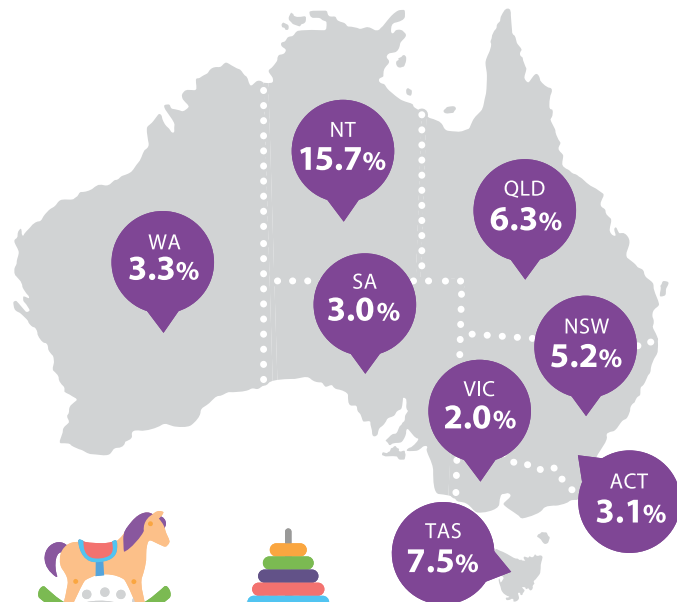 NT
15.7%
QLD
6.3%
WA
3.3%
SA
3.0%
NSW
5.2%
VIC
2.0%
ACT
3.1%
TAS
7.5%